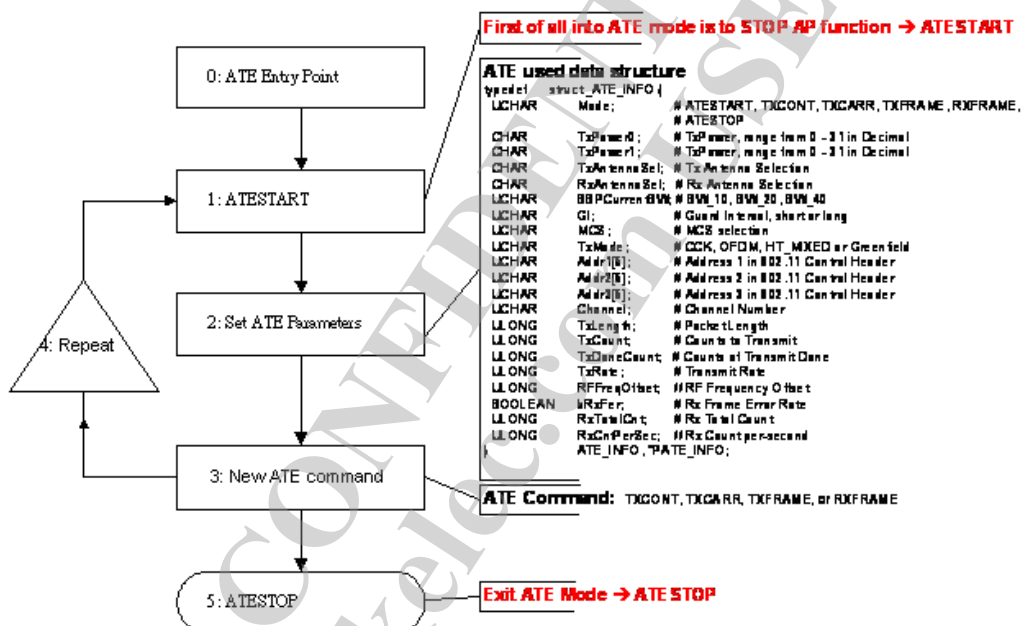 First of all into ATE mode is to STOP AP function → ATESTART
0: ATE Entry Point
ATE used data structure
typedef struct_ATE_INFO {
UCHAR Mode; # ATESTART, TXCONT, TXCARR, TXFRAME, RXFRAME,
# ATESTOP
CHAR TxPower0; # TxPower, range from 0 – 31 in Decimal
CHAR TxPower1; # TxPower, range from 0 – 31 in Decimal
CHAR TxAntennaSel; # Tx Antenna Selection
CHAR RxAntennaSel; # Rx Antenna Selection
UCHAR BBPCurrentBW; # BW_10, BW_20, BW_40
UCHAR GI; # Guard Interval, short or long
UCHAR MCS; # MCS selection
UCHAR TxMode; # CCK, OFDM, HT_MIXED or Greenfield
UCHAR Addr1[6]; # Address 1 in 802.11 Control Header
UCHAR Addr2[6]; # Address 2 in 802.11 Control Header
UCHAR Addr3[6]; # Address 3 in 802.11 Control Header
UCHAR Channel; # Channel Number
ULONG TxLength; # Packet Length
ULONG TxCount; # Counts to Transmit
ULONG TxDoneCount; # Counts of Transmit Done
ULONG TxRate; # Transmit Rate
ULONG RFFreqOffset; # RF Frequency Offset
BOOLEAN bRxFer; # Rx Frame Error Rate
ULONG RxTotalCnt; # Rx Total Count
ULONG RxCntPerSec; # Rx Count per-second
} ATE_INFO, *PATE_INFO;
1: ATESTART
2: Set ATE Parameters
4: Repeat
3: New ATE command
ATE Command: TXCONT, TXCARR, TXFRAME, or RXFRAME
5: ATESTOP
Exit ATE Mode → ATESTOP